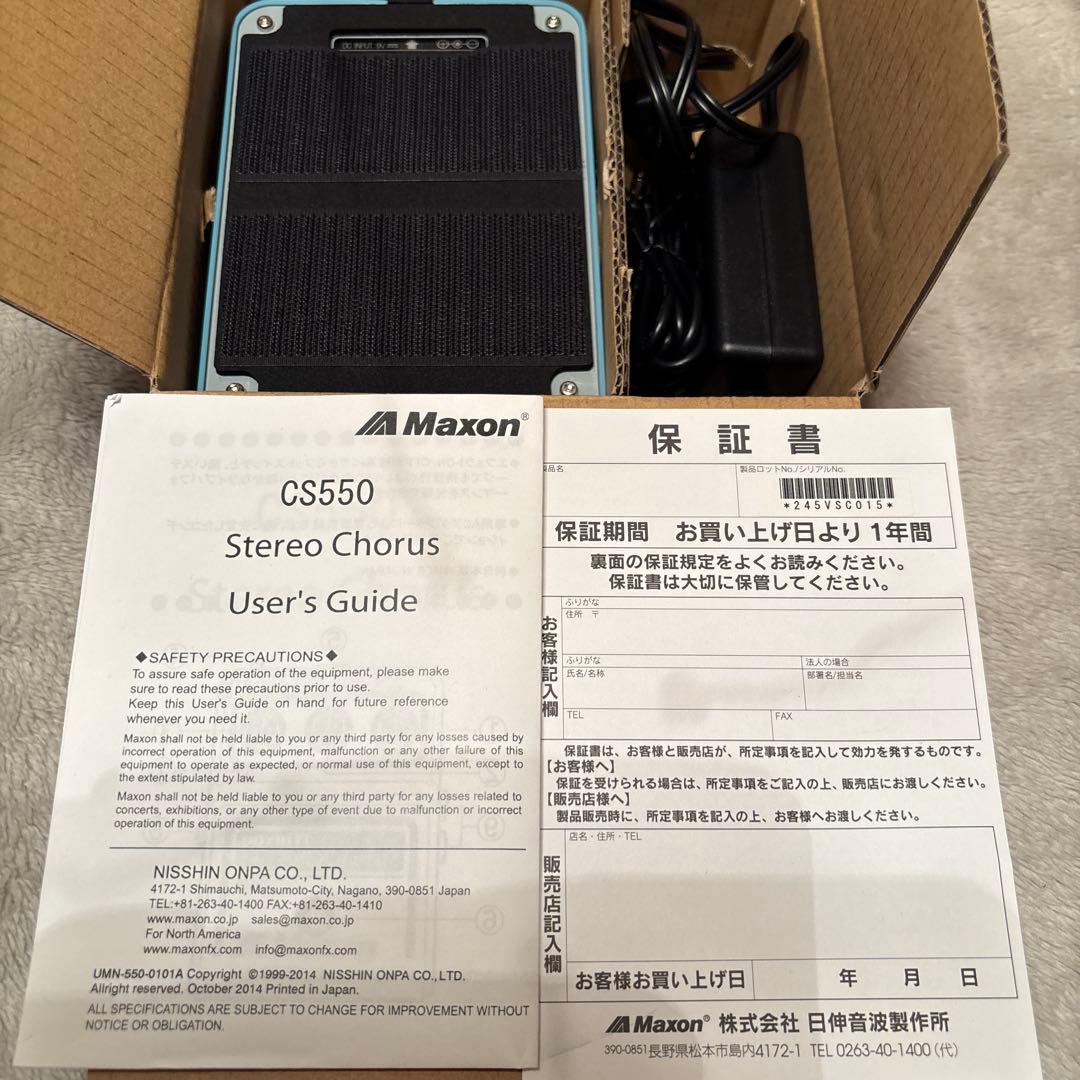 DC INPUT 9V
Maxon®
CS550
Stereo Chorus
User's Guide
◆SAFETY PRECAUTIONS◆
To assure safe operation of the equipment, please make
sure to read these precautions prior to use.
Keep this User's Guide on hand for future reference
whenever you need it.
Maxon shall not be held liable to you or any third party for any losses caused by
incorrect operation of this equipment, malfunction or any other failure of this
equipment to operate as expected, or normal use of this equipment, except to
the extent stipulated by law.
Maxon shall not be held liable to you or any third party for any losses related to
concerts, exhibitions, or any other type of event due to malfunction or incorrect
operation of this equipment.
NISSHIN ONPA CO., LTD.
4172-1 Shimauchi, Matsumoto-City, Nagano, 390-0851 Japan
TEL:+81-263-40-1400 FAX:+81-263-40-1410
www.maxon.co.jp sales@maxon.co.jp
For North America
www.maxonfx.com info@maxonfx.com
UMN-550-0101A Copyright ©1999-2014 NISSHIN ONPA CO., LTD.
Allright reserved. October 2014 Printed in Japan.
ALL SPECIFICATIONS ARE SUBJECT TO CHANGE FOR IMPROVEMENT WITHOUT
NOTICE OR OBLIGATION.
保証書
製品名
製品ロットNo./シリアルNo.
*245VSC015*
保証期間 お買い上げ日より1年間
裏面の保証規定をよくお読みください。
保証書は大切に保管してください。
お客様記入欄
ふりがな
住所 〒
ふりがな
氏名/名称
法人の場合
部署名/担当名
TEL
FAX
保証書は、お客様と販売店が、所定事項を記入して効力を発するものです。
【お客様へ】
保証を受けられる場合は、所定事項をご記入の上、販売店にお渡しください。
【販売店様へ】
製品販売時に、所定事項を記入の上、お客様へお渡しください。
販売店記入欄
店名・住所・TEL
お客様お買い上げ日 年 月 日
Maxon® 株式会社 日伸音波製作所
390-0851長野県松本市島内4172-1 TEL 0263-40-1400(代)